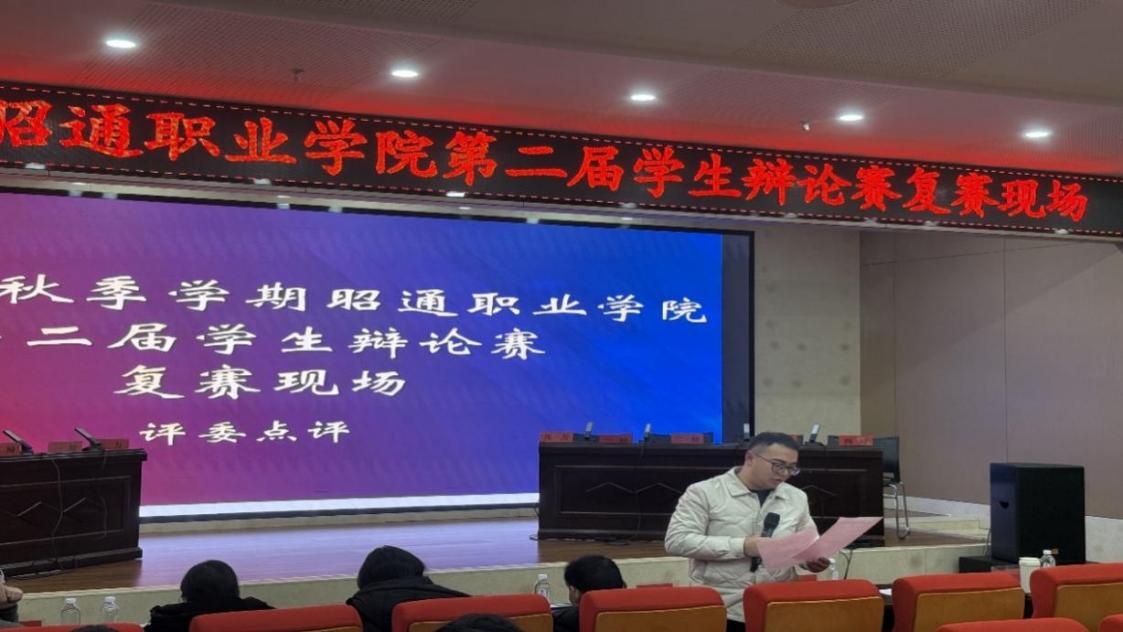 昭通职业学院第二届学生辩论赛复赛现场
秋季学期昭通职业学院
二届学生辩论赛
复赛现场
评委点评